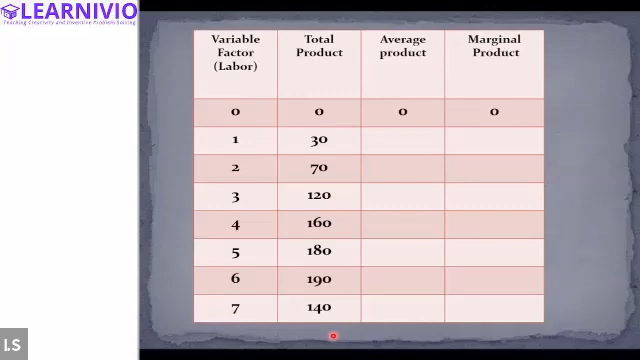 LEARNIVIO
Teaching Creativity and Inventive Problem Solving
Variable Factor (Labor) Total Product Average product Marginal Product
0 0 0 0
1 30
2 70
3 120
4 160
5 180
6 190
7 140
I.S